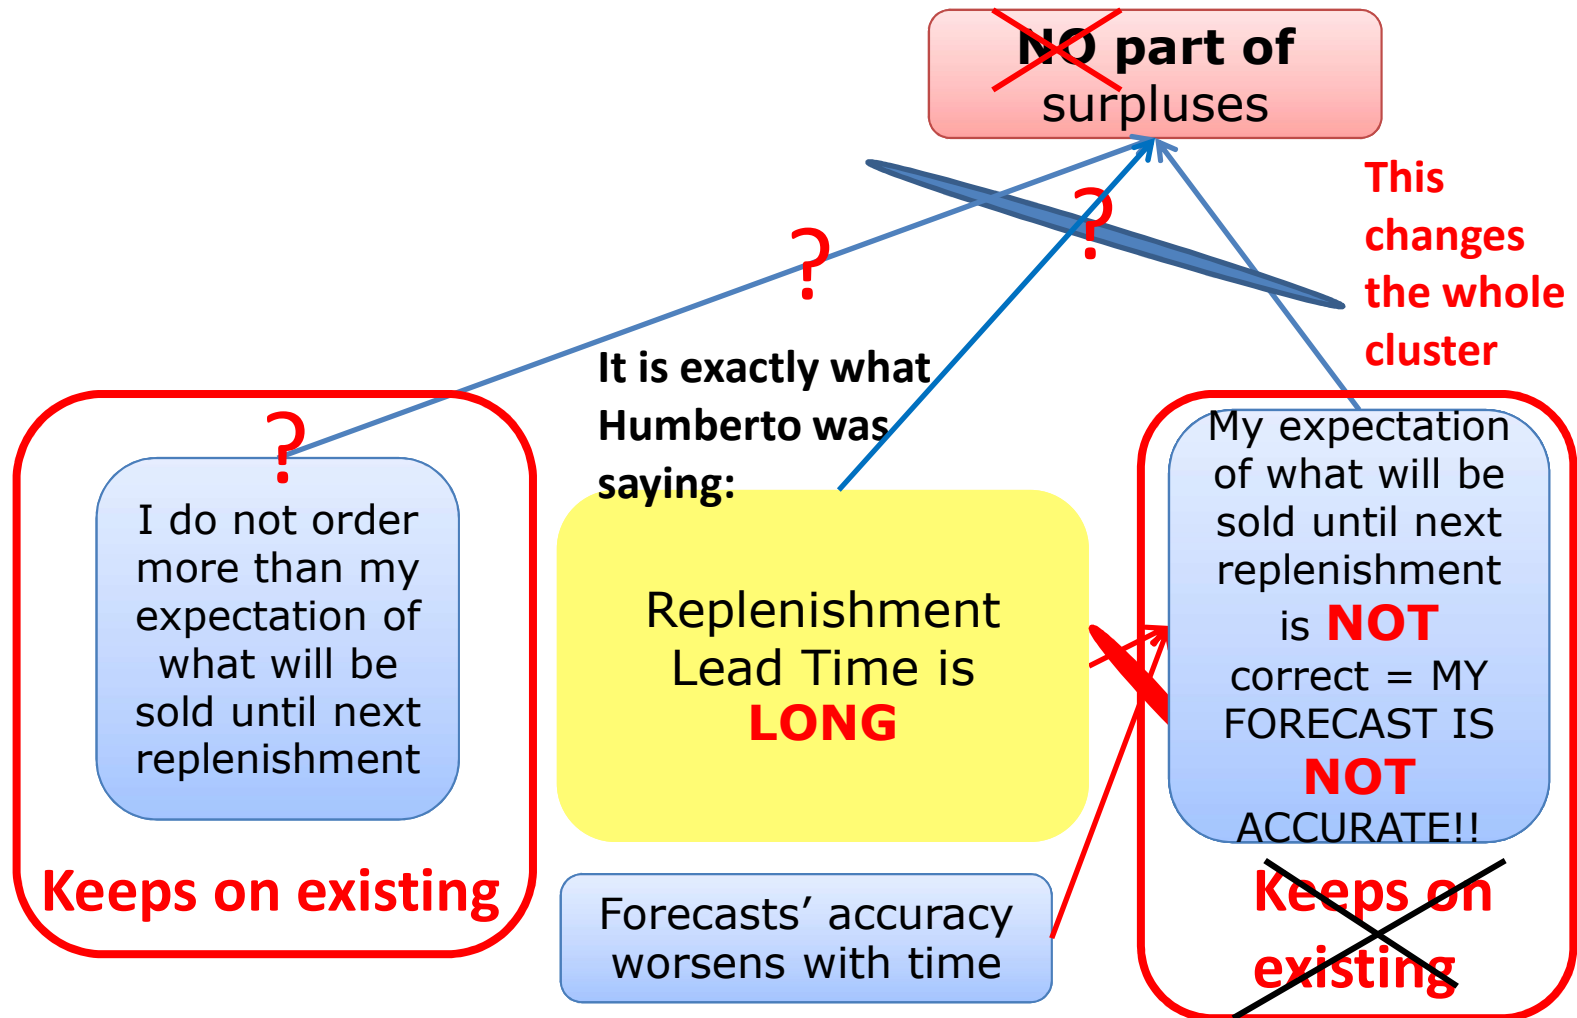 NO part of
surpluses
This
changes
the whole
cluster
?
?
?
It is exactly what
Humberto was
saying:
I do not order
more than my
expectation of
what will be
sold until next
replenishment
Keeps on existing
Replenishment
Lead Time is
LONG
Forecasts’ accuracy
worsens with time
My expectation
of what will be
sold until next
replenishment
is NOT
correct = MY
FORECAST IS
NOT
ACCURATE!!
Keeps on
existing